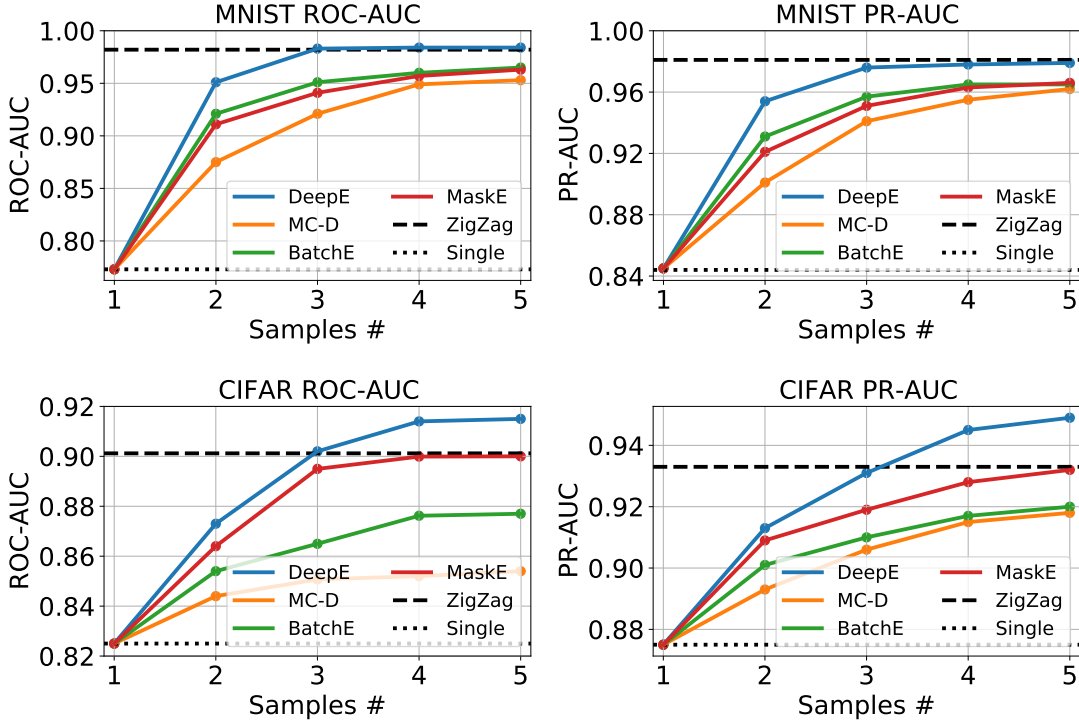 MNIST ROC-AUC
1.00
0.95
0.90
0.85
0.80
ROC-AUC
DeepE
MC-D
BatchE
MaskE
ZigZag
Single
1 2 3 4 5
Samples #
MNIST PR-AUC
1.00
0.96
0.92
0.88
0.84
PR-AUC
DeepE
MC-D
BatchE
MaskE
ZigZag
Single
1 2 3 4 5
Samples #
CIFAR ROC-AUC
0.92
0.90
0.88
0.86
0.84
0.82
ROC-AUC
DeepE
MC-D
BatchE
MaskE
ZigZag
Single
1 2 3 4 5
Samples #
CIFAR PR-AUC
0.94
0.92
0.90
0.88
PR-AUC
DeepE
MC-D
BatchE
MaskE
ZigZag
Single
1 2 3 4 5
Samples #